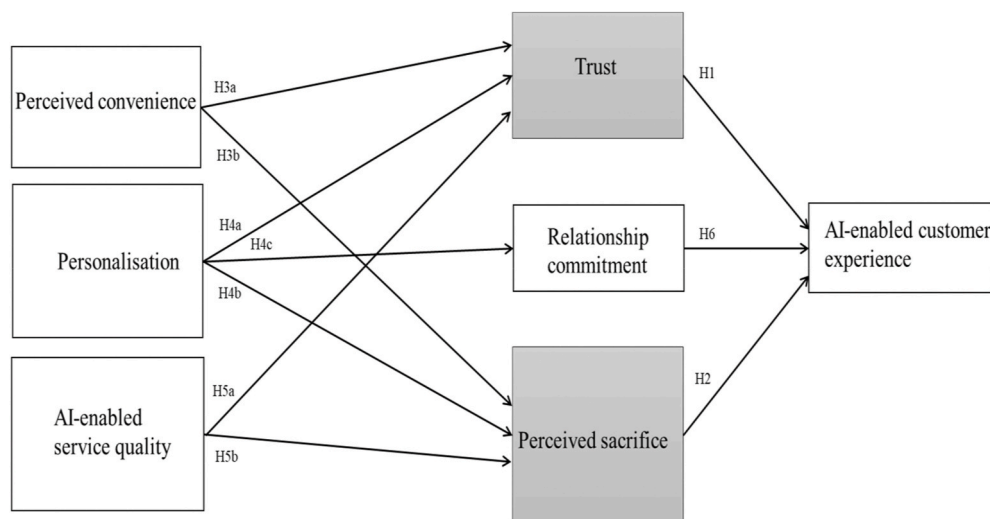 Perceived convenience
H3a
H3b
Personalisation
H4a
H4c
H4b
AI-enabled
service quality
H5a
H5b
Trust
H1
Relationship
commitment
H6
Perceived sacrifice
H2
AI-enabled customer
experience